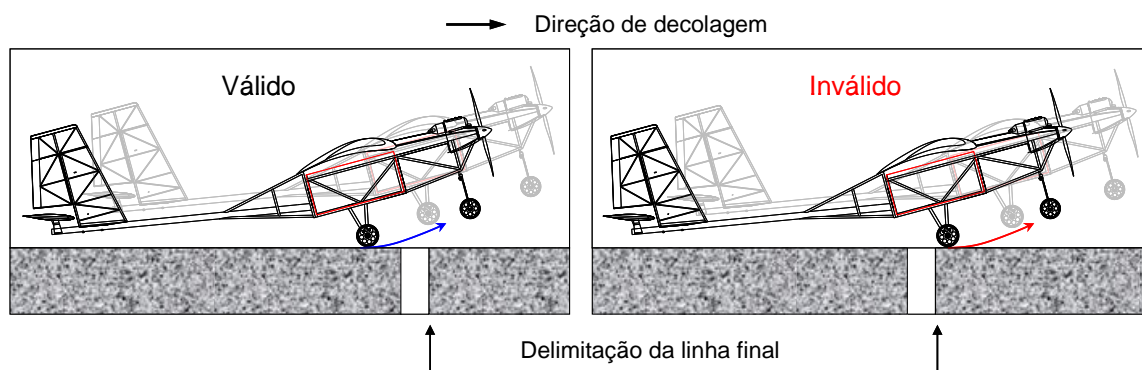 Direção de decolagem
Válido
Inválido
Delimitação da linha final